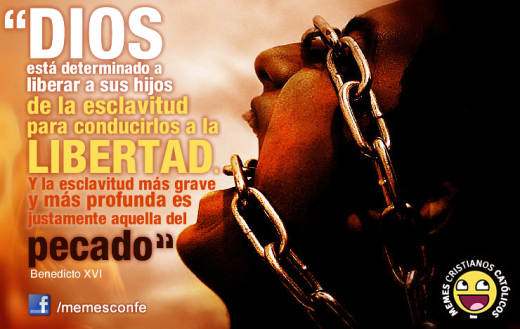 “DIOS
está determinado a
liberar a sus hijos
de la esclavitud
para conducirlos a la
LIBERTAD.
Y la esclavitud más grave
y más profunda es
justamente aquella del
pecado”
Benedicto XVI
f /memesconfe
MEMES CRISTIANOS CATÓLICOS